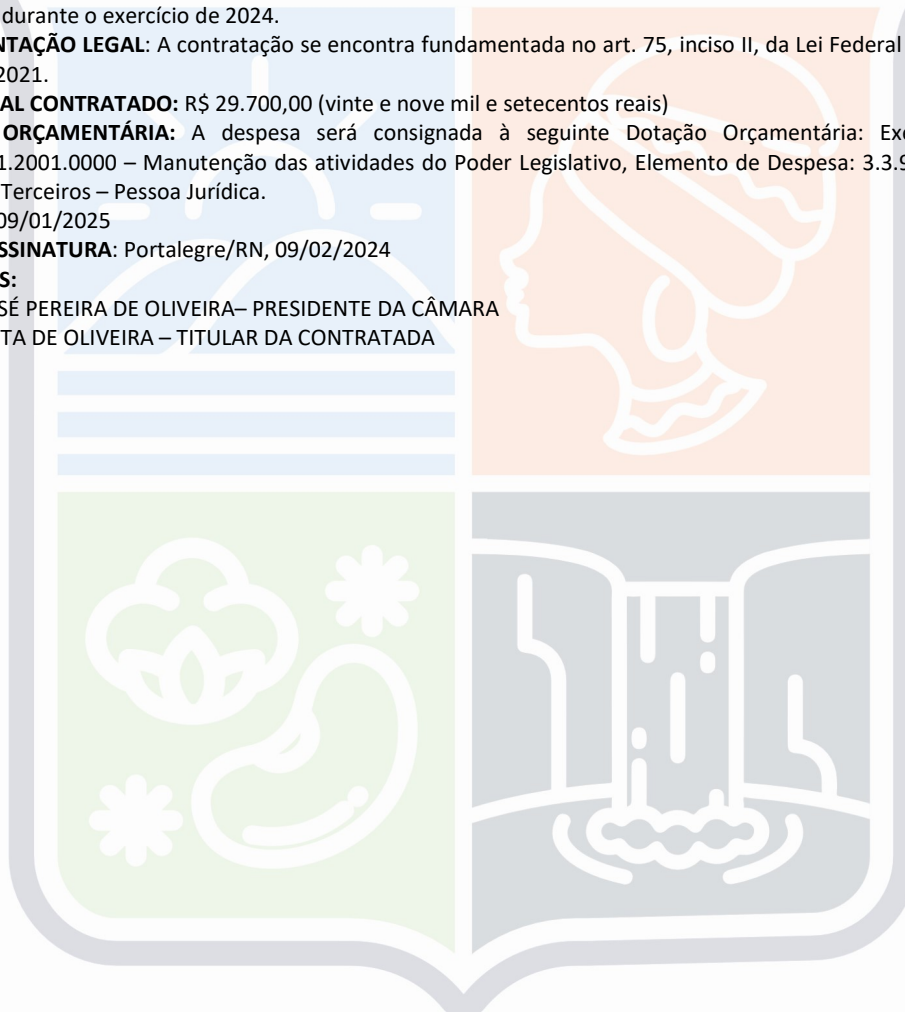 durante o exercício de 2024.
NTAÇÃO LEGAL: A contratação se encontra fundamentada no art. 75, inciso II, da Lei Federal
2021.
AL CONTRATADO: R$ 29.700,00 (vinte e nove mil e setecentos reais)
ORÇAMENTÁRIA: A despesa será consignada à seguinte Dotação Orçamentária: Exe
1.2001.0000 – Manutenção das atividades do Poder Legislativo, Elemento de Despesa: 3.3.9
Terceiros – Pessoa Jurídica.
09/01/2025
SSINATURA: Portalegre/RN, 09/02/2024
S:
SÉ PEREIRA DE OLIVEIRA– PRESIDENTE DA CÂMARA
TA DE OLIVEIRA – TITULAR DA CONTRATADA